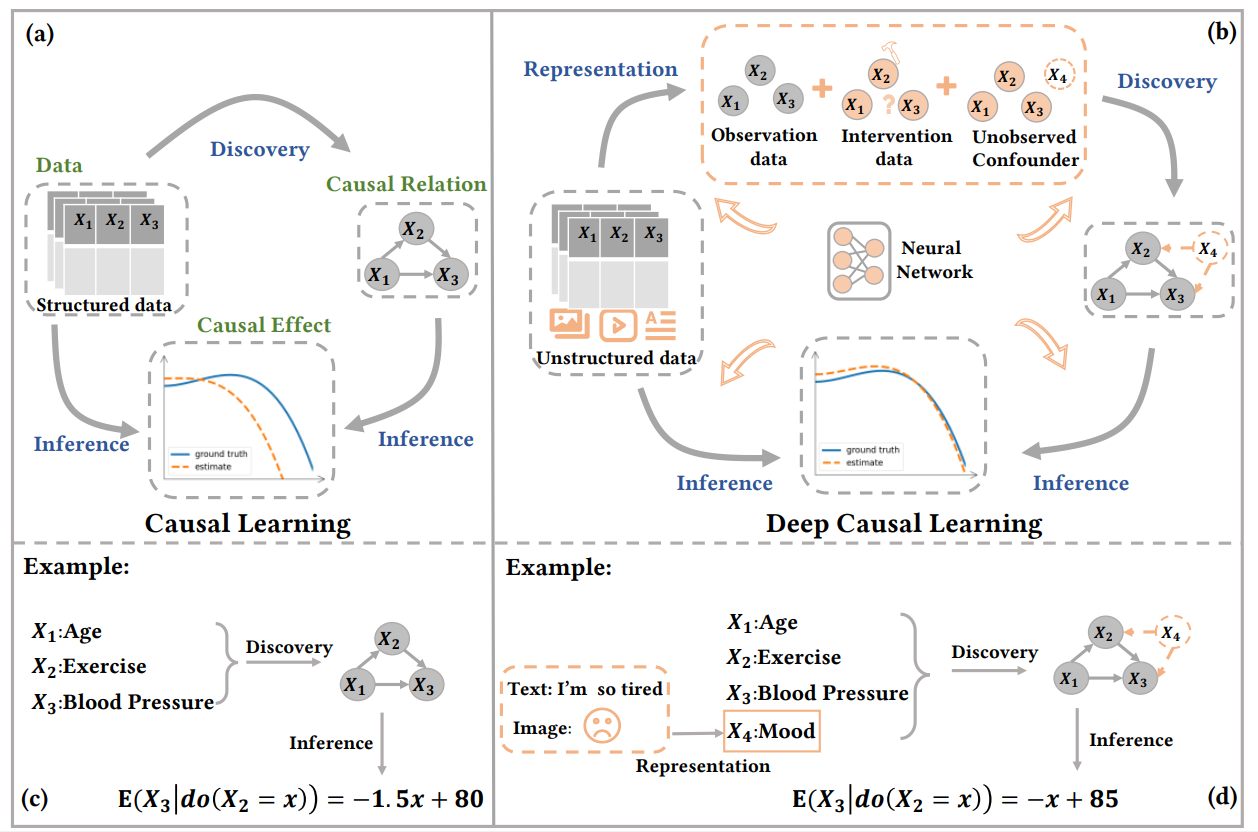 (a)
Discovery
Data
X₁ X₂ X₃
Structured data
Causal Relation
X₂
X₁ X₃
Causal Effect
ground truth
estimate
Inference
Inference
Causal Learning
(b)
Representation
X₂
X₁ X₃
Observation
data
+
X₂
X₁ ? X₃
Intervention
data
+
X₂ X₄
X₁ X₃
Unobserved
Confounder
Discovery
X₁ X₂ X₃
A
Unstructured data
Neural
Network
X₂ X₄
X₁ X₃
ground truth
estimate
Inference
Inference
Deep Causal Learning
Example:
X₁:Age
X₂:Exercise
X₃:Blood Pressure
Discovery
X₂
X₁ X₃
Inference
(c)
E(X₃|do(X₂ = x)) = −1.5x + 80
Example:
Text: I'm so tired
Image:
Representation
X₁:Age
X₂:Exercise
X₃:Blood Pressure
X₄:Mood
Discovery
X₂ X₄
X₁ X₃
Inference
E(X₃|do(X₂ = x)) = −x + 85
(d)